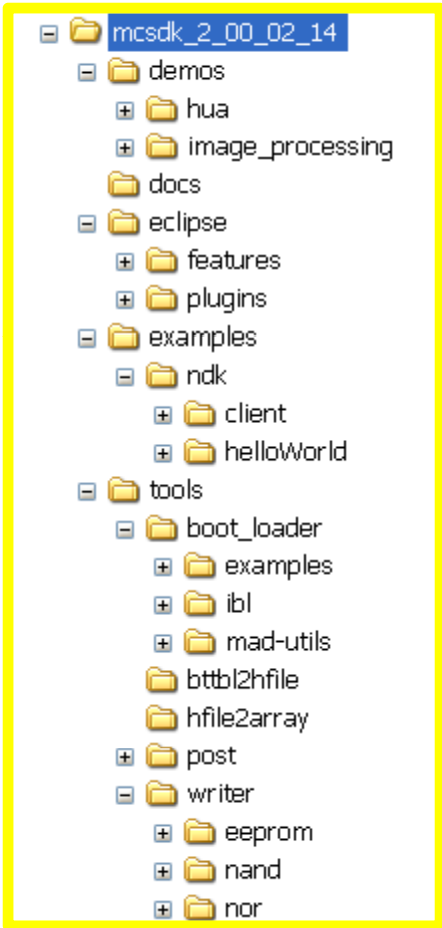 mcsdk_2_00_02_14
demos
hua
image_processing
docs
eclipse
features
plugins
examples
ndk
client
helloWorld
tools
boot_loader
examples
ibl
mad-utils
bttbl2hfile
hfile2array
post
writer
eeprom
nand
nor